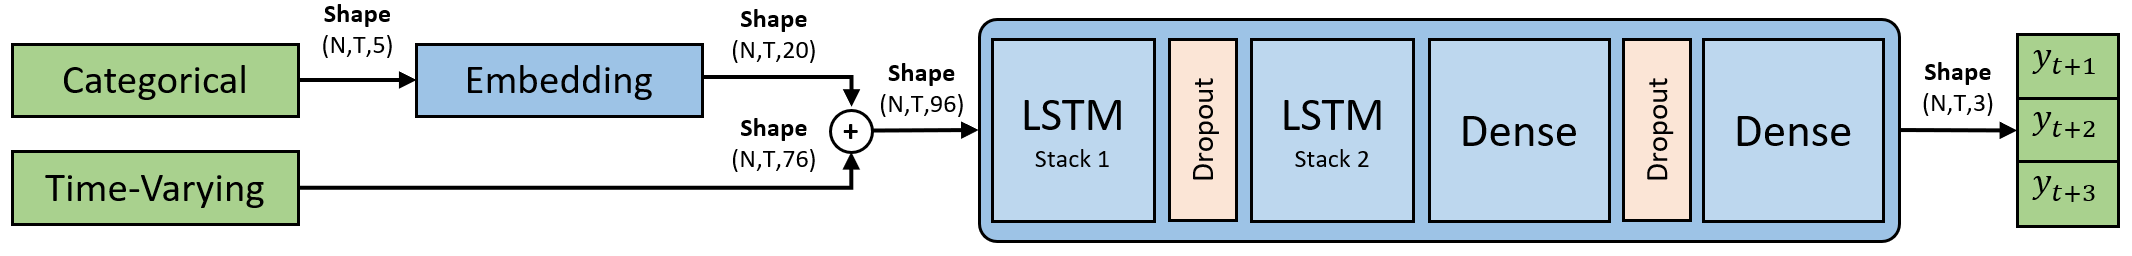 Categorical
Shape
(N,T,5)
Embedding
Shape
(N,T,20)
Time-Varying
Shape
(N,T,76)
+
Shape
(N,T,96)
LSTM
Stack 1
Dropout
LSTM
Stack 2
Dense
Dropout
Dense
Shape
(N,T,3)
y_{t+1}
y_{t+2}
y_{t+3}